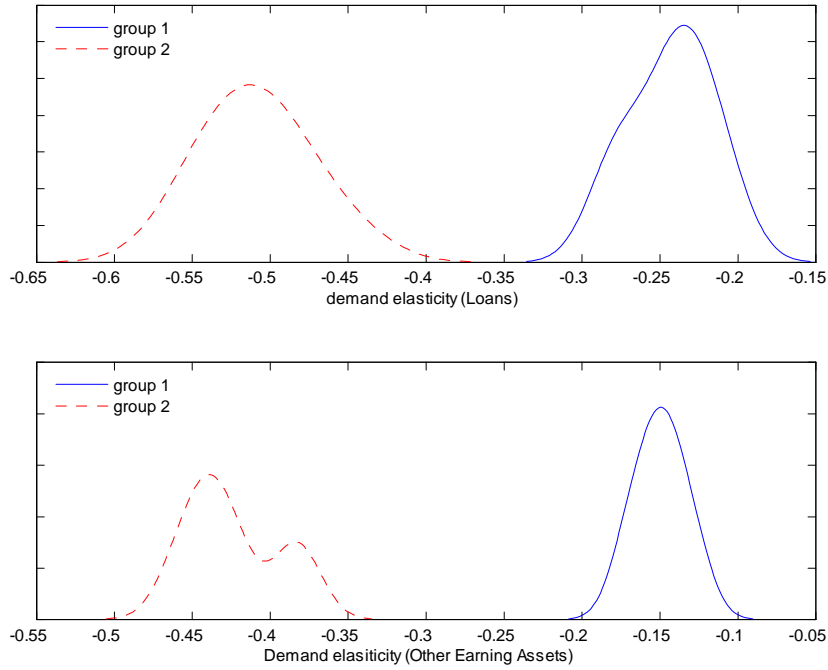 group 1
group 2
-0.65 -0.6 -0.55 -0.5 -0.45 -0.4 -0.35 -0.3 -0.25 -0.2 -0.15
demand elasticity (Loans)
group 1
group 2
-0.55 -0.5 -0.45 -0.4 -0.35 -0.3 -0.25 -0.2 -0.15 -0.1 -0.05
Demand elasiticity (Other Earning Assets)